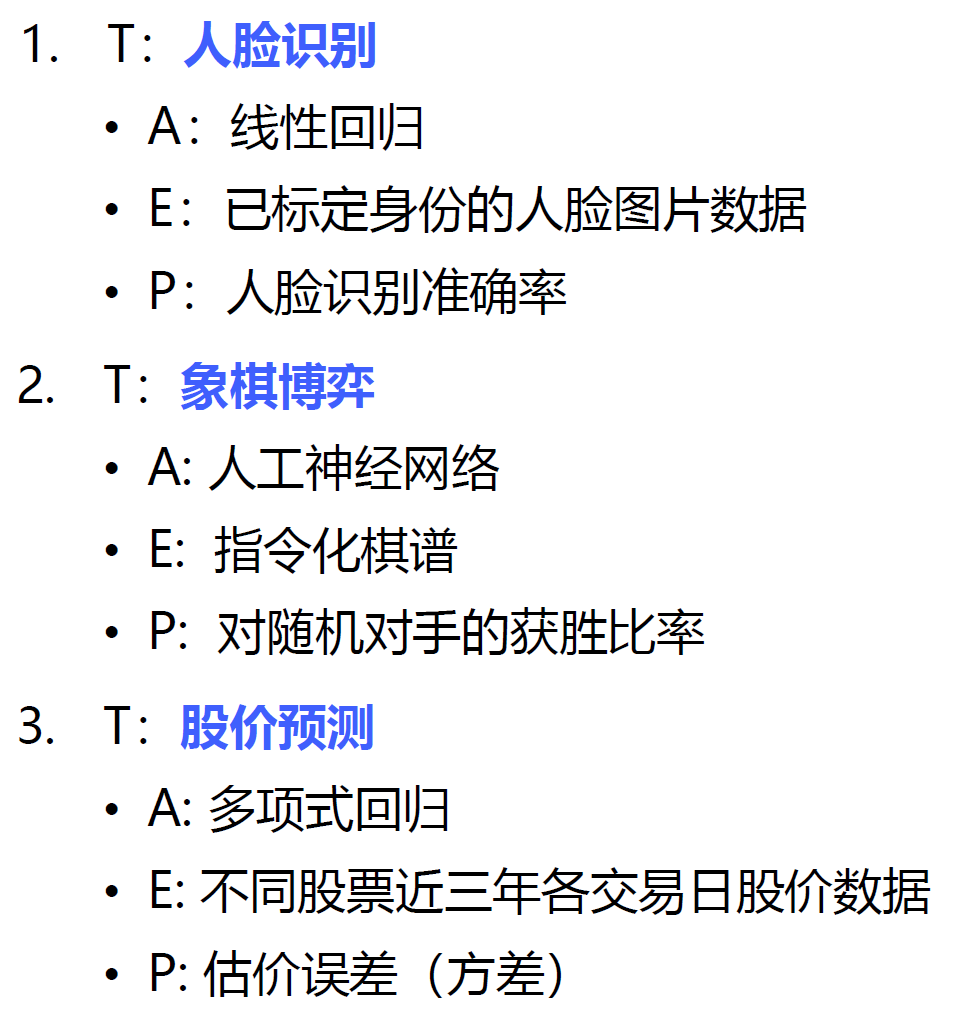 1. T：人脸识别
• A：线性回归
• E：已标定身份的人脸图片数据
• P：人脸识别准确率
2. T：象棋博弈
• A: 人工神经网络
• E: 指令化棋谱
• P: 对随机对手的获胜比率
3. T：股价预测
• A: 多项式回归
• E: 不同股票近三年各交易日股价数据
• P: 估价误差（方差）